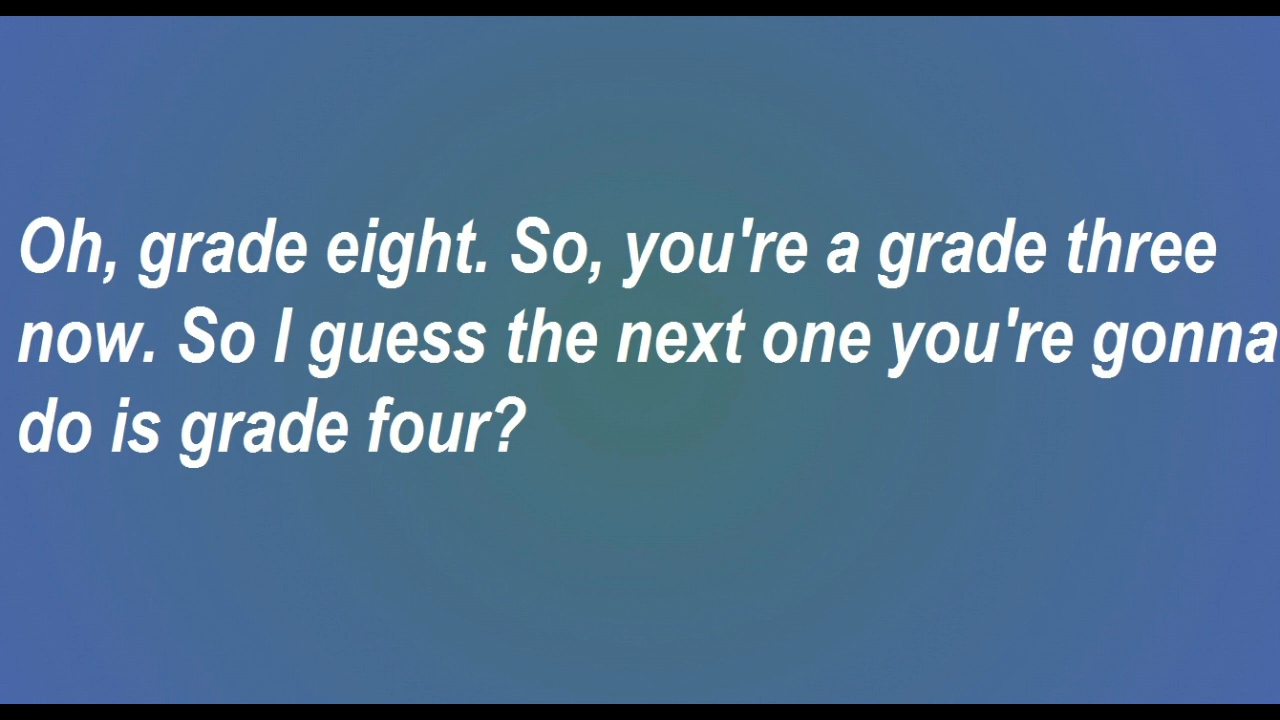 Oh, grade eight. So, you're a grade three
now. So I guess the next one you're gonna
do is grade four?